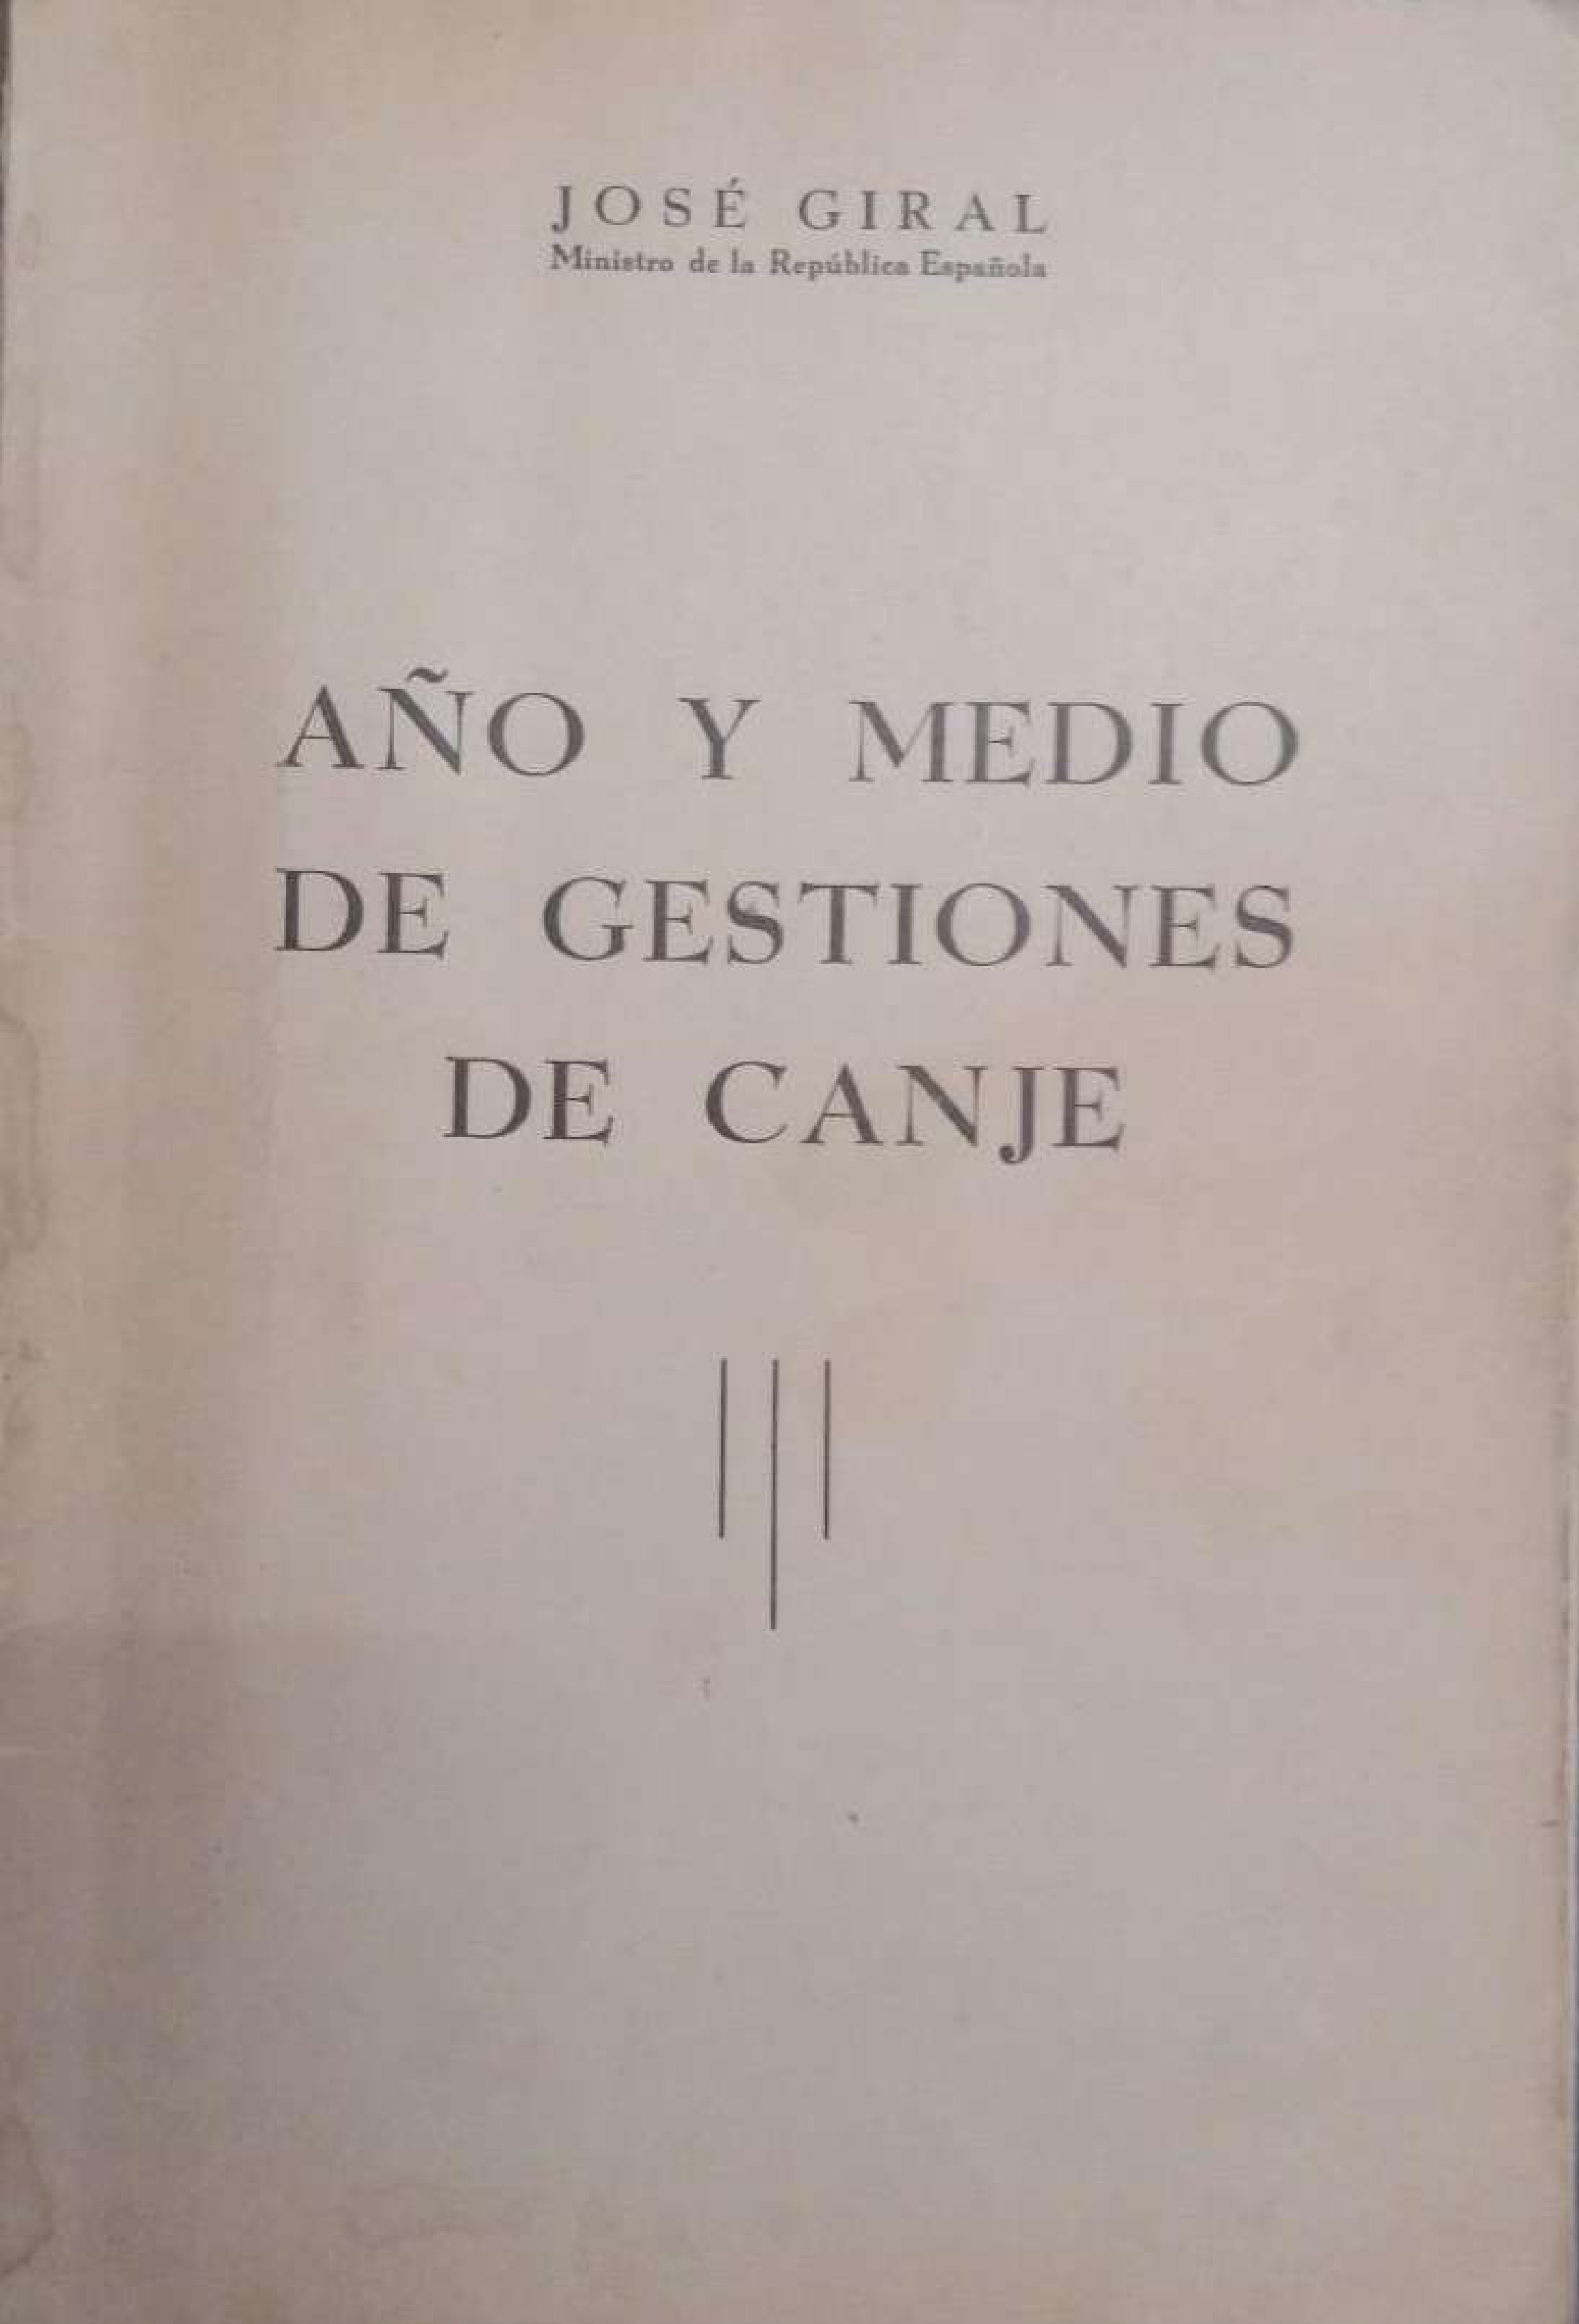 JOSÉ GIRAL
Ministro de la República Española
AÑO Y MEDIO
DE GESTIONES
DE CANJE